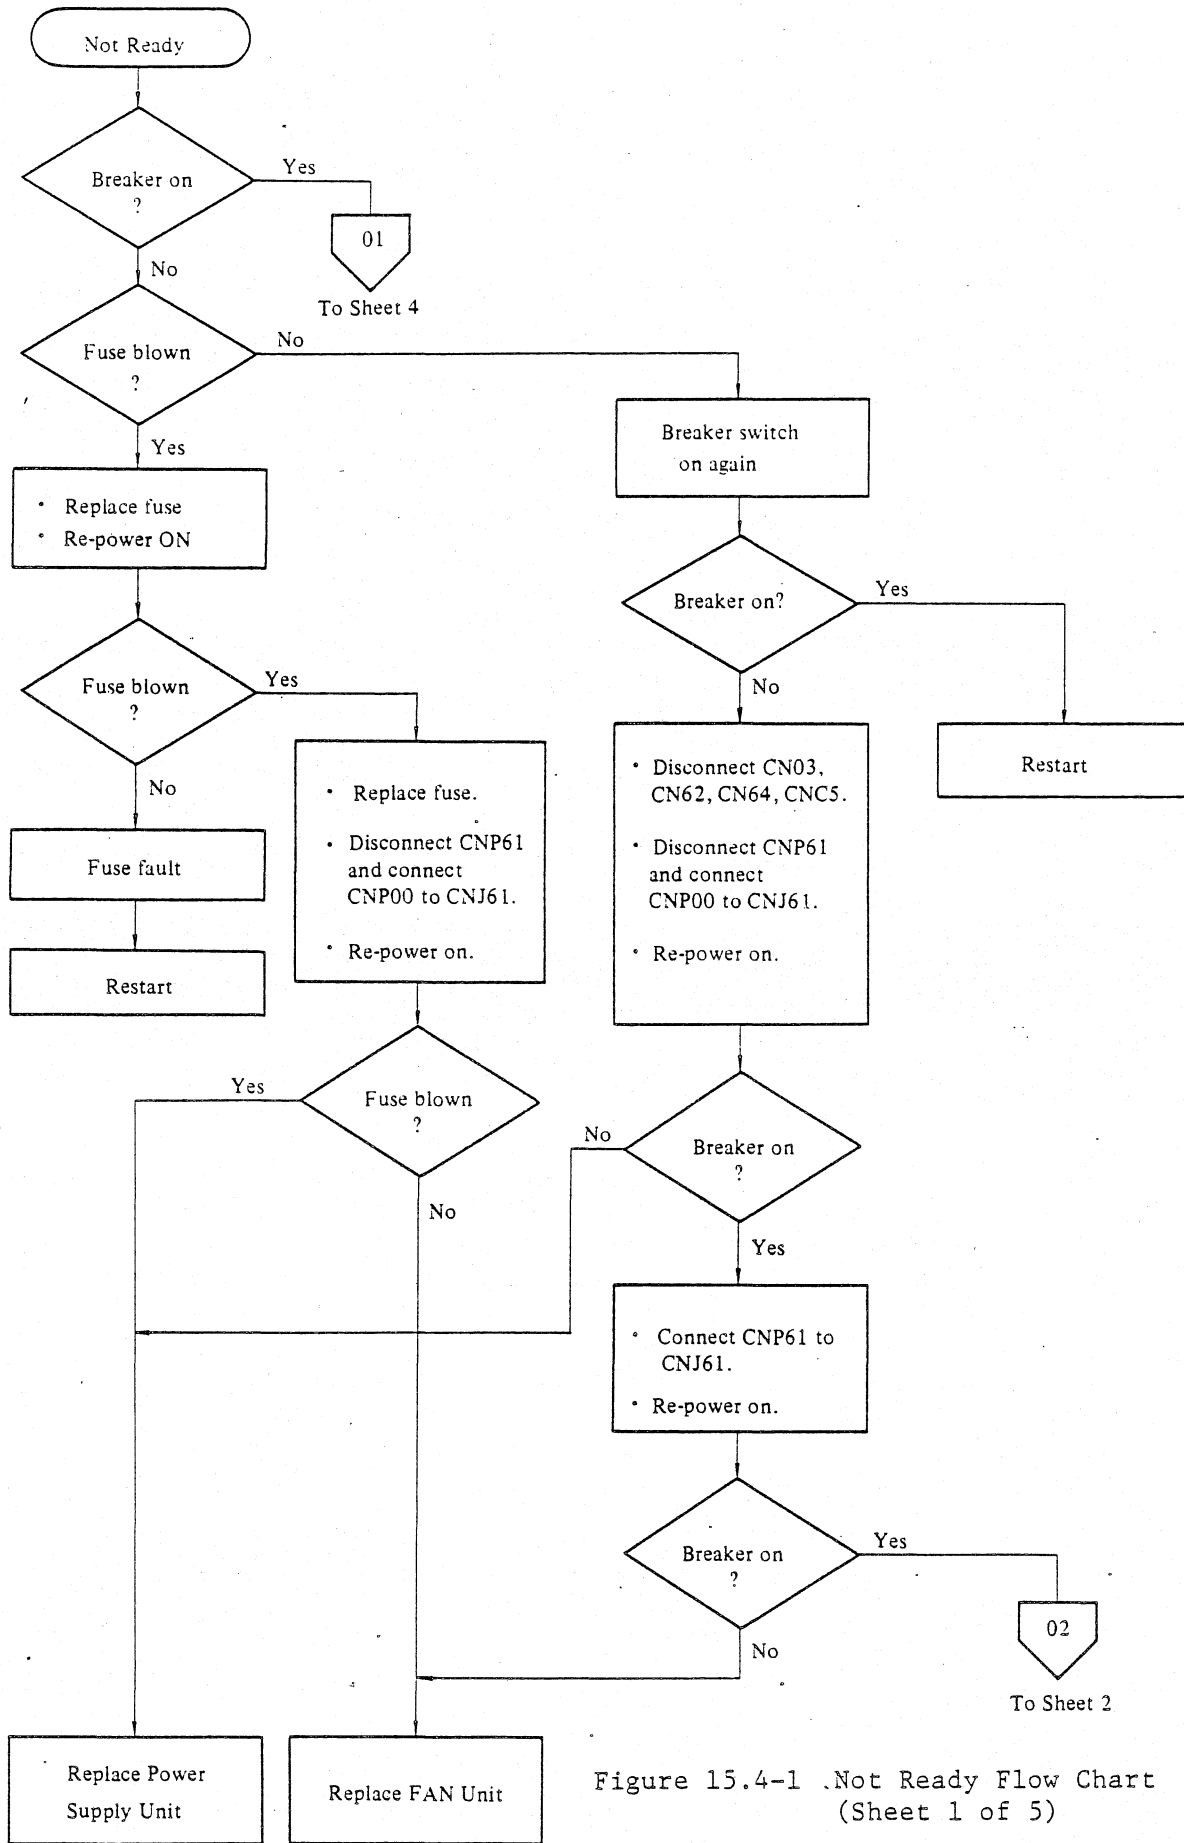 Not Ready
Breaker on
?
Yes
01
To Sheet 4
No
Fuse blown
?
No
Yes
Breaker switch
on again
• Replace fuse
• Re-power ON
Breaker on?
Yes
No
Restart
Fuse blown
?
Yes
No
Fuse fault
Restart
• Replace fuse.
• Disconnect CNP61
and connect
CNP00 to CNJ61.
• Re-power on.
• Disconnect CN03,
CN62, CN64, CNC5.
• Disconnect CNP61
and connect
CNP00 to CNJ61.
• Re-power on.
Fuse blown
?
Yes
No
Breaker on
?
No
Yes
• Connect CNP61 to
CNJ61.
• Re-power on.
Breaker on
?
Yes
No
02
To Sheet 2
Replace Power
Supply Unit
Replace FAN Unit
Figure 15.4-1 Not Ready Flow Chart
(Sheet 1 of 5)